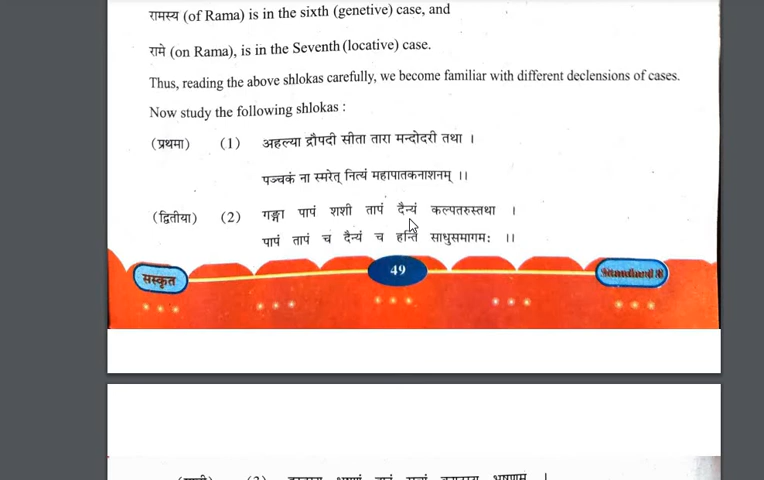 रामस्य (of Rama) is in the sixth (genetive) case, and
रामे (on Rama), is in the Seventh (locative) case.
Thus, reading the above shlokas carefully, we become familiar with different declensions of cases.
Now study the following shlokas :
(प्रथमा) (1) अहल्या द्रौपदी सीता तारा मन्दोदरी तथा ।
पञ्चकं ना स्मरेत् नित्यं महापातकनाशनम् ।।
(द्वितीया) (2) गङ्गा पापं शशी तापं दैन्यं कल्पतरुस्तथा ।
पापं तापं च दैन्यं च हन्ति साधुसमागमः ।।
संस्कृत 49 Standard 8
(3)